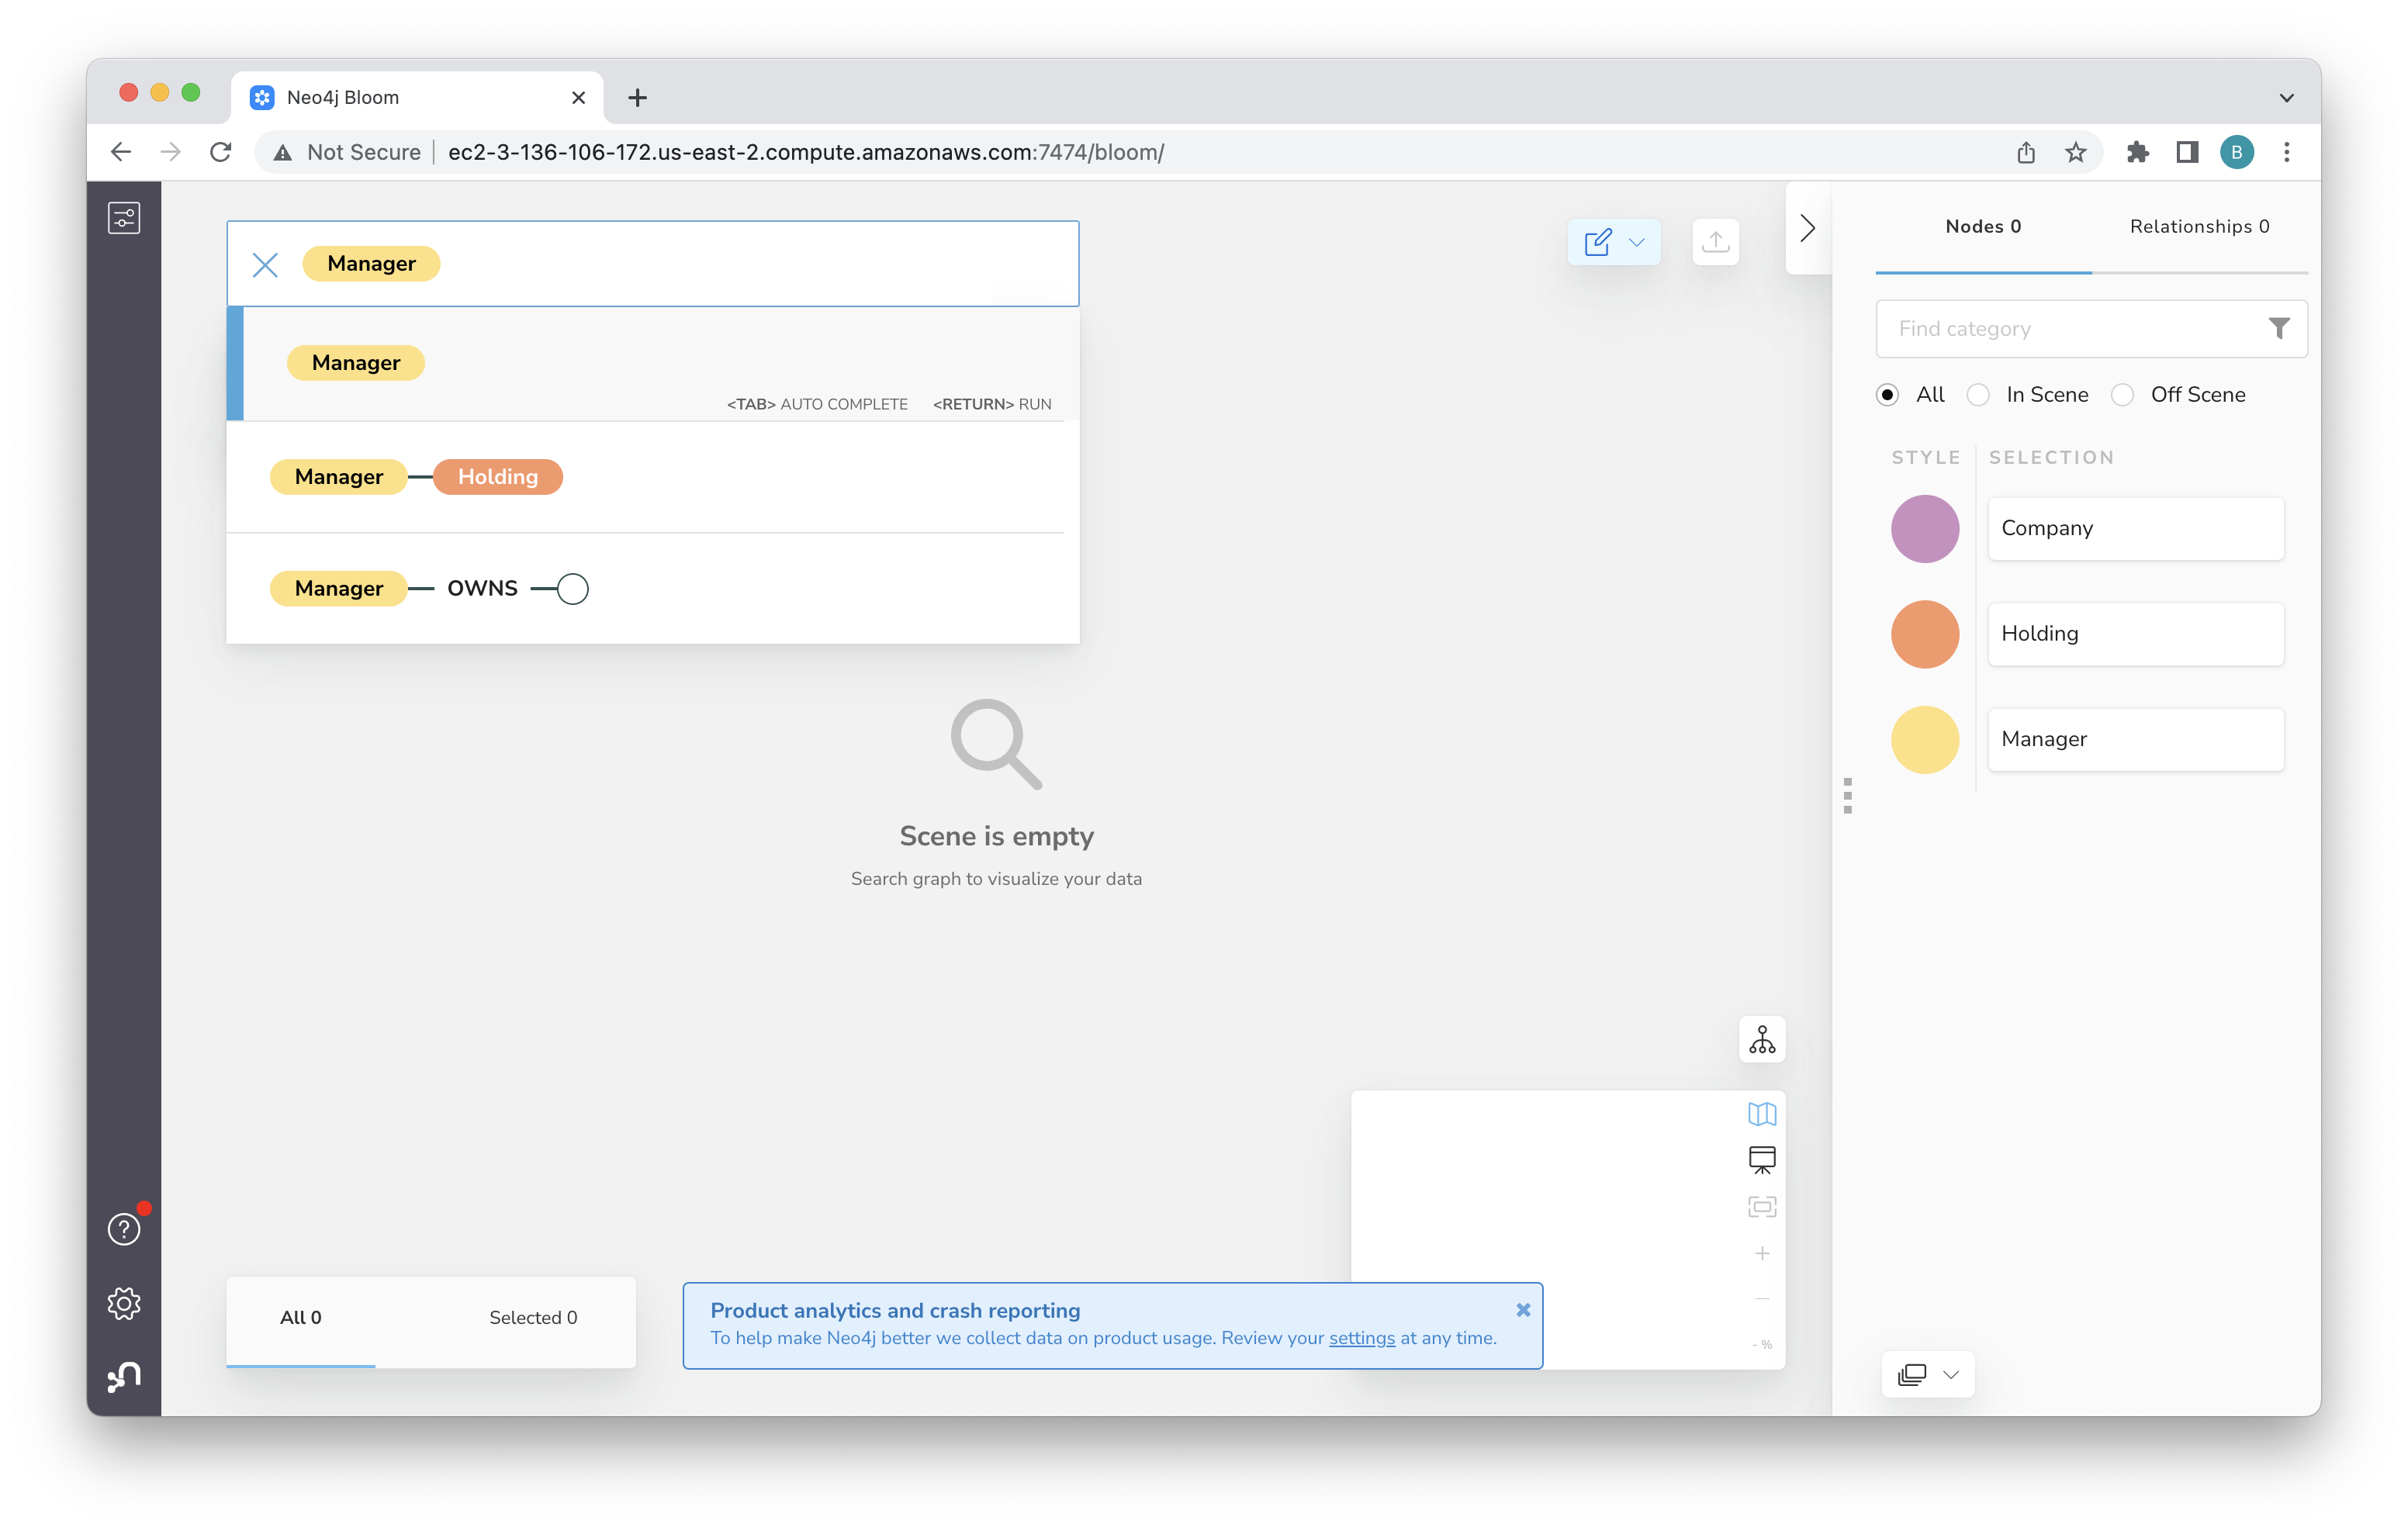 Neo4j Bloom
Not Secure
ec2-3-136-106-172.us-east-2.compute.amazonaws.com:7474/bloom/
B
Manager
Manager
<TAB> AUTO COMPLETE <RETURN> RUN
Manager Holding
Manager OWNS
Scene is empty
Search graph to visualize your data
Nodes 0 Relationships 0
Find category
All In Scene Off Scene
STYLE SELECTION
Company
Holding
Manager
?
- %
All 0 Selected 0
Product analytics and crash reporting
To help make Neo4j better we collect data on product usage. Review your settings at any time.